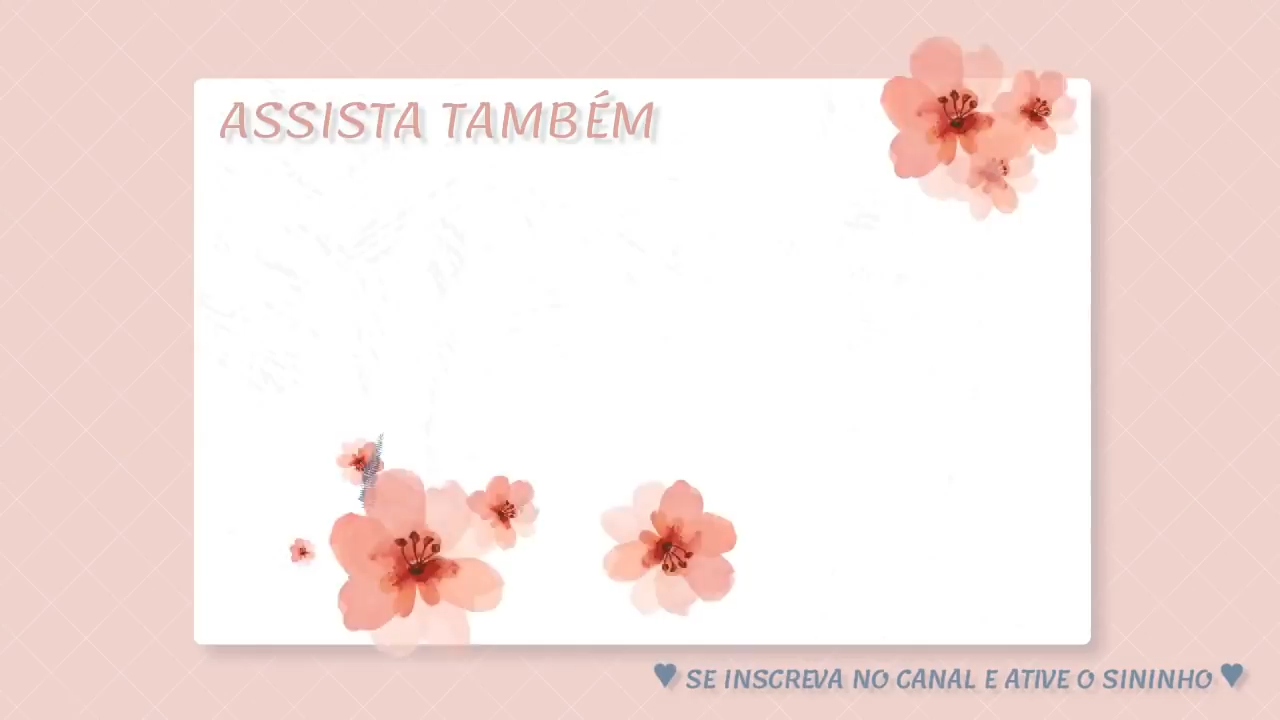 ASSISTA TAMBÉM
♥ SE INSCREVA NO CANAL E ATIVE O SININHO ♥